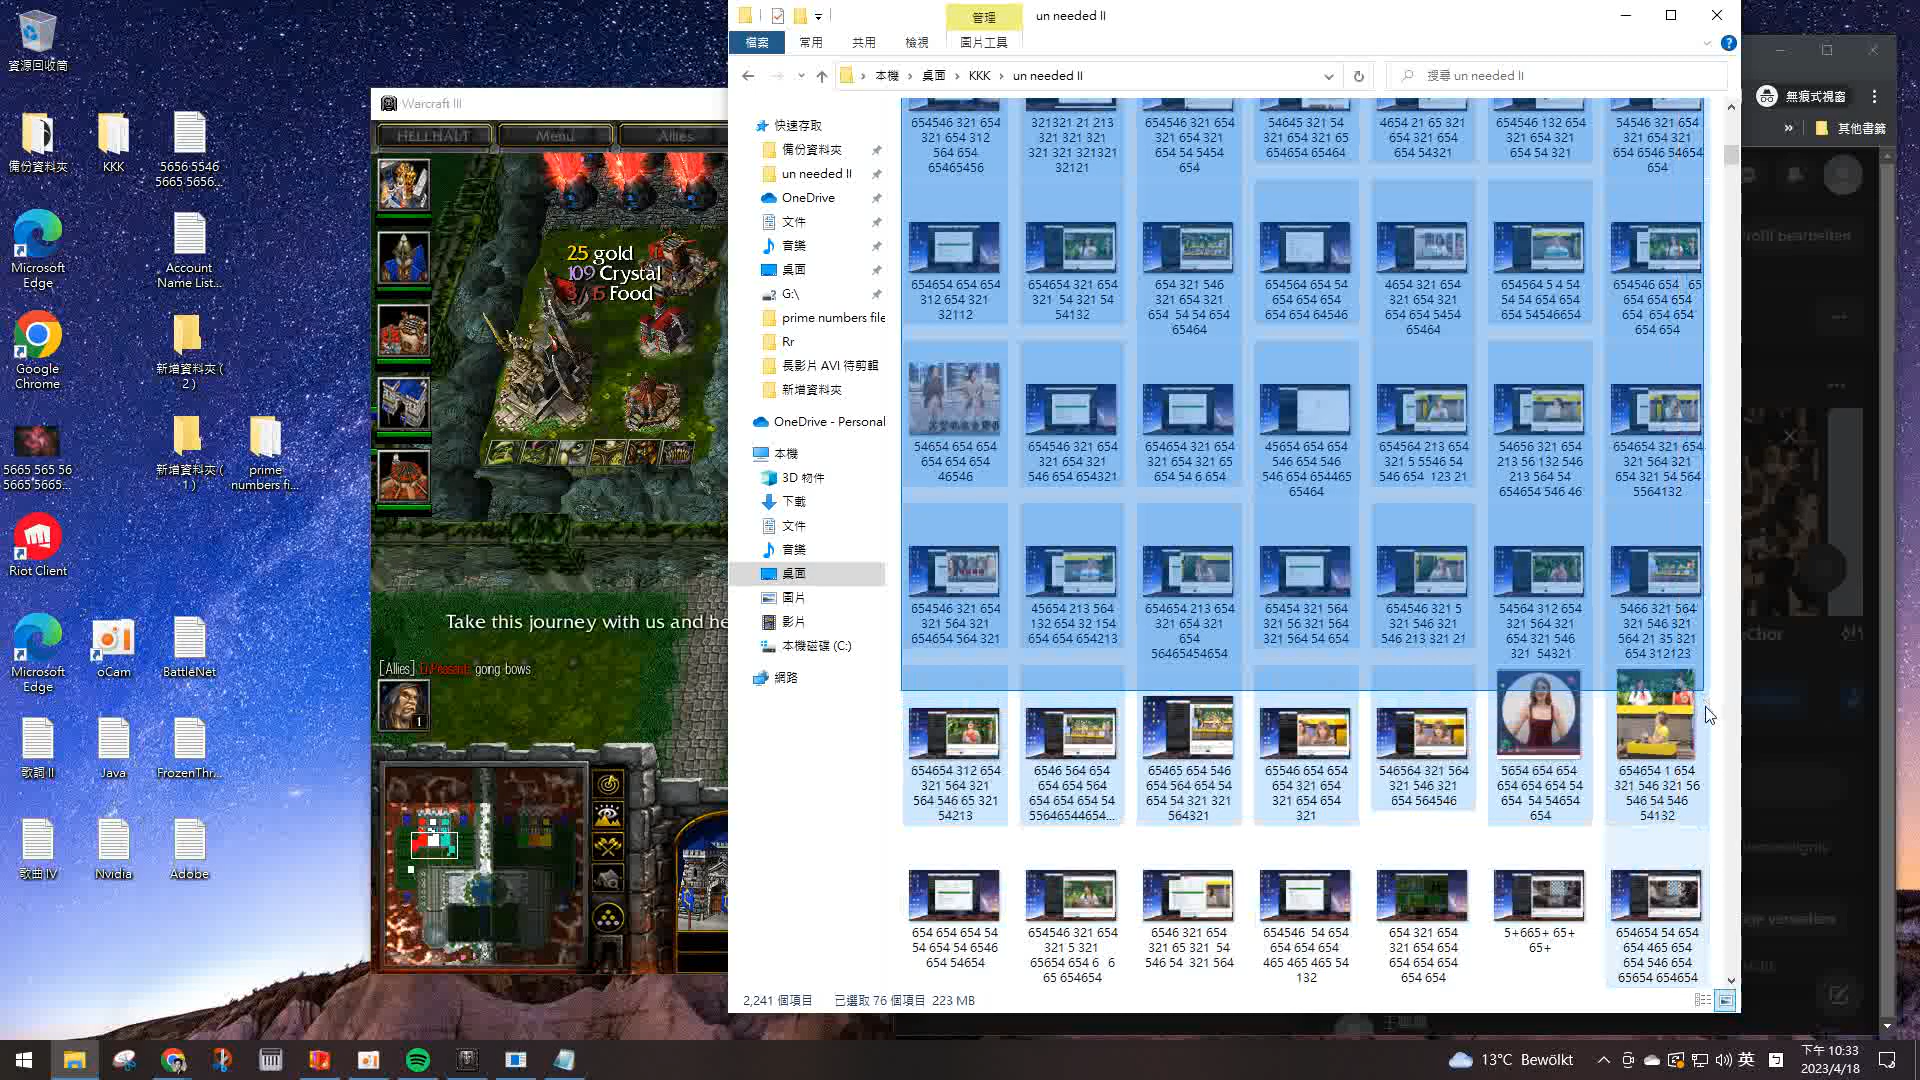 資源回收筒
備份資料夾
KKK
5656 5546
5665 5656...
Microsoft
Edge
Account
Name List...
Google
Chrome
新增資料夾 (
2 )
5665 565 56
5665 5665...
新增資料夾 (
1 )
prime
numbers fi...
Riot Client
Microsoft
Edge
oCam
BattleNet
歌詞 II
Java
FrozenThr...
歌曲 IV
Nvidia
Adobe
Warcraft III
HELLHALT
Menu
Allies
25 gold
109 Crystal
3 / 15 Food
Take this journey with us and he
[Allies]
going bows
1
管理
un needed II
檔案
常用
共用
檢視
圖片工具
本機
桌面
KKK
un needed II
搜尋 un needed II
快速存取
備份資料夾
un needed II
OneDrive
文件
音樂
桌面
G:\
prime numbers file
Rr
長影片 AVI 待剪輯
新增資料夾
OneDrive - Personal
本機
3D 物件
下載
文件
音樂
桌面
圖片
影片
本機磁碟 (C:)
網路
654546 321 654
321 654 312
564 654
65465456
321321 21 213
321 321 321
321 321 321321
32121
654546 321 654
321 654 321
654 54 5454
654
54645 321 54
321 654 321 65
654654 65464
4654 21 65 321
654 321 654
654 54321
654546 132 654
321 654 321
654 54 321
54546 321 654
321 654 321
654 6546 54654
654
654654 654 654
312 654 321
32112
654654 321 654
321  54 321 54
54132
654 321 546
321 654 321
654  54 54 654
65464
654564 654 54
654 654 654
654 654 64546
4654 321 654
321 654 321
654 654 5454
65464
654564 5 4 54
54 54 654 654
654 54546654
654546 654   65
654 654 654
654  654 654
654 654
54654 654 654
654 654 654
46546
654546 321 654
321 654 321
546 654 654321
654654 321 654
321 654 321 65
654 54 6 654
45654 654 654
546 654 546
546 654 654465
65464
654564 213 654
321 5 5546 54
546 654  123 21
54656 321 654
213 56 132 546
213 564 54
654654 546 46
654654 321 654
321 564 321
654 321 54 564
5564132
654546 321 654
321 564 321
654654 564 321
45654 213 564
132 654 32 154
654 654 654213
654654 213 654
321 654 321
654
56465454654
65454 321 564
321 56 321 564
321 564 54 654
654546 321 5
321 546 321
546 213 321 21
54564 312 654
321 564 321
654 321 546
321  54321
5466 321 564
321 546 321
564 21 35 321
654 312123
654654 312 654
321 564 321
564 546 65 321
54213
6546 564 654
654 654 564
654 654 654 54
55646544654...
65465 654 546
654 564 654 54
654 54 321 321
564321
65546 654 654
654 321 654
321 654 654
321
546564 321 564
321 546 321
654 564546
5654 654 654
654 654 654 54
654  54 54654
654
654654 1 654
321 546 321 56
546 54 546
54132
654 654 654 54
54 654 54 6546
654 54654
654546 321 654
321 5 321
65654 654 6   6
65 654654
6546 321 654
321 65 321  54
546 54  321 564
654546  54 654
654 654 654
465 465 465 54
132
654 321 654
321 654 654
654 654 654
654 654
5+665+ 65+
65+
654654 54 654
654 465 654
654 546 654
65654 654654
2,241 個項目
已選取 76 個項目
223 MB
無痕式視窗
其他書籤
rofil bearbeiten
13°C
Bewölkt
英
下午 10:33
2023/4/18